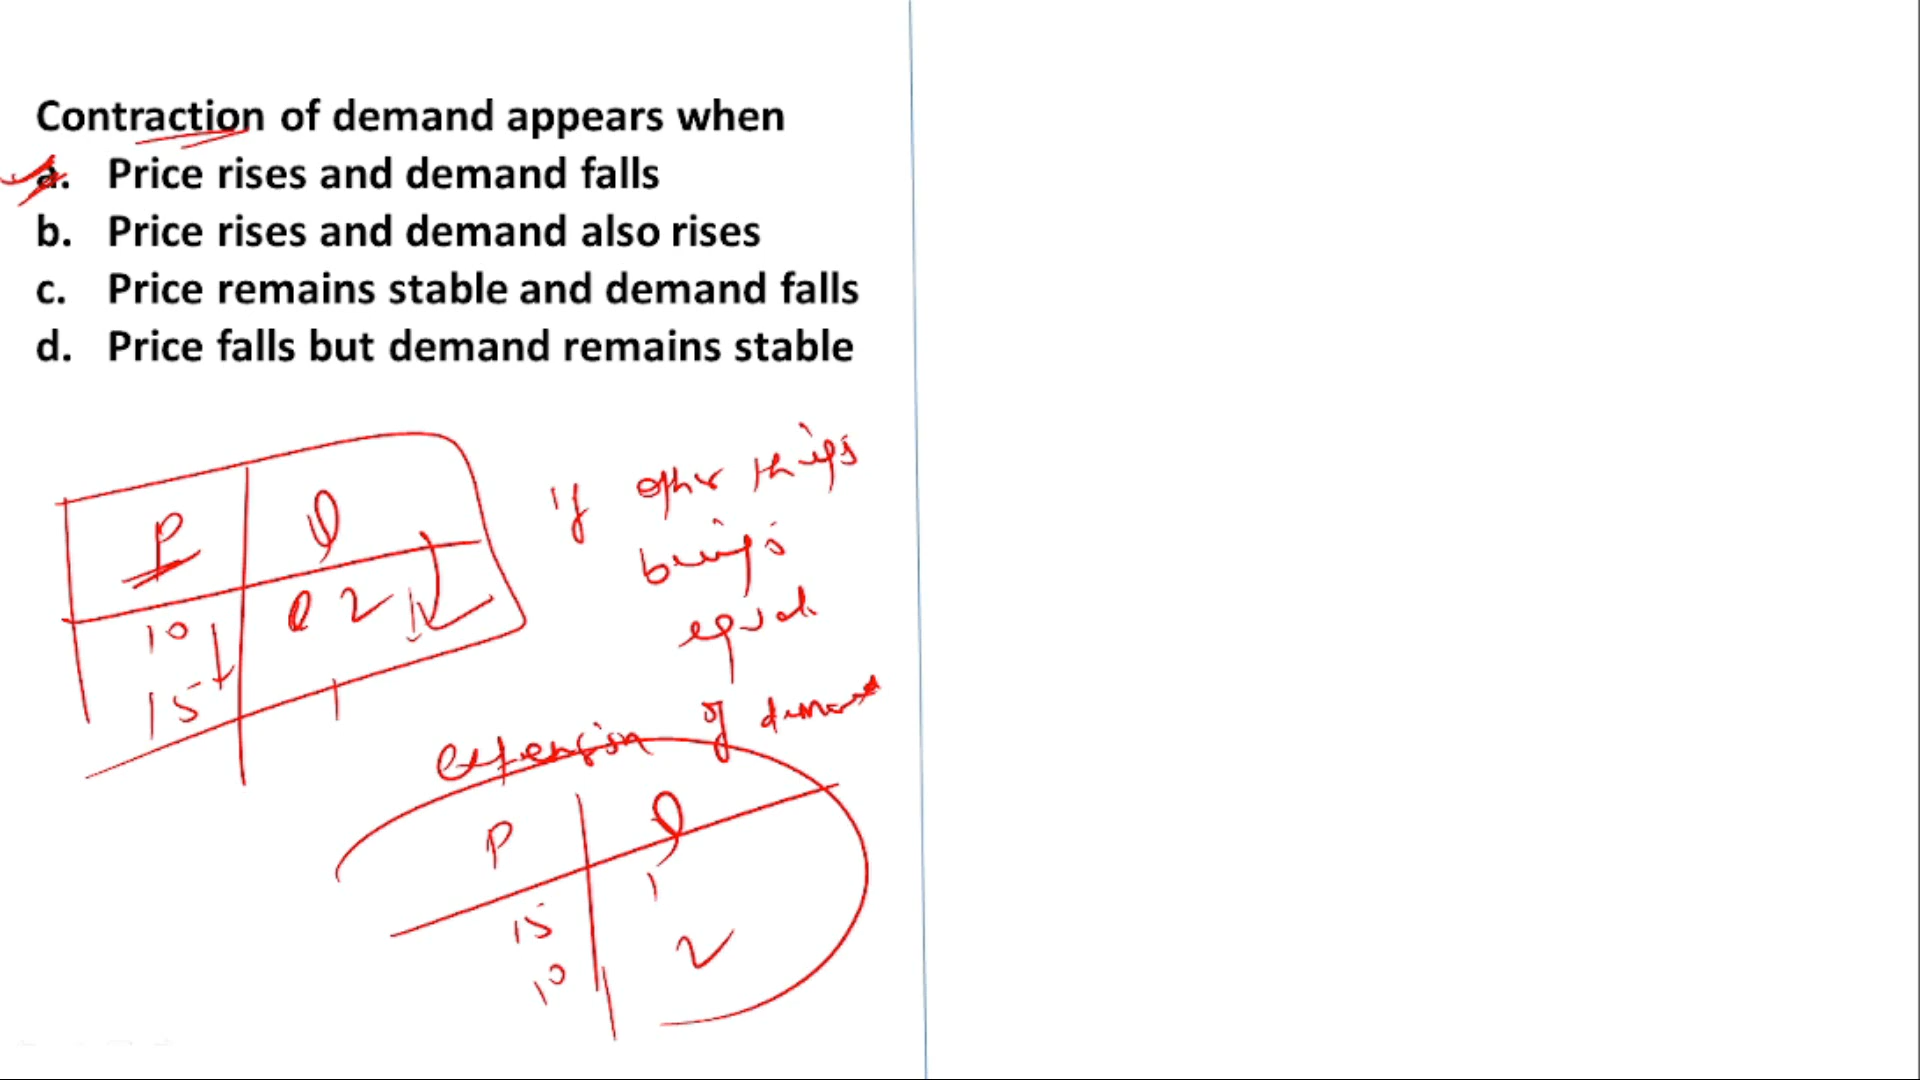 Contraction of demand appears when
a. Price rises and demand falls
b. Price rises and demand also rises
c. Price remains stable and demand falls
d. Price falls but demand remains stable
if other things
being
equal
P Q
10 2
15 1
of demand
P Q
15 1
10 2